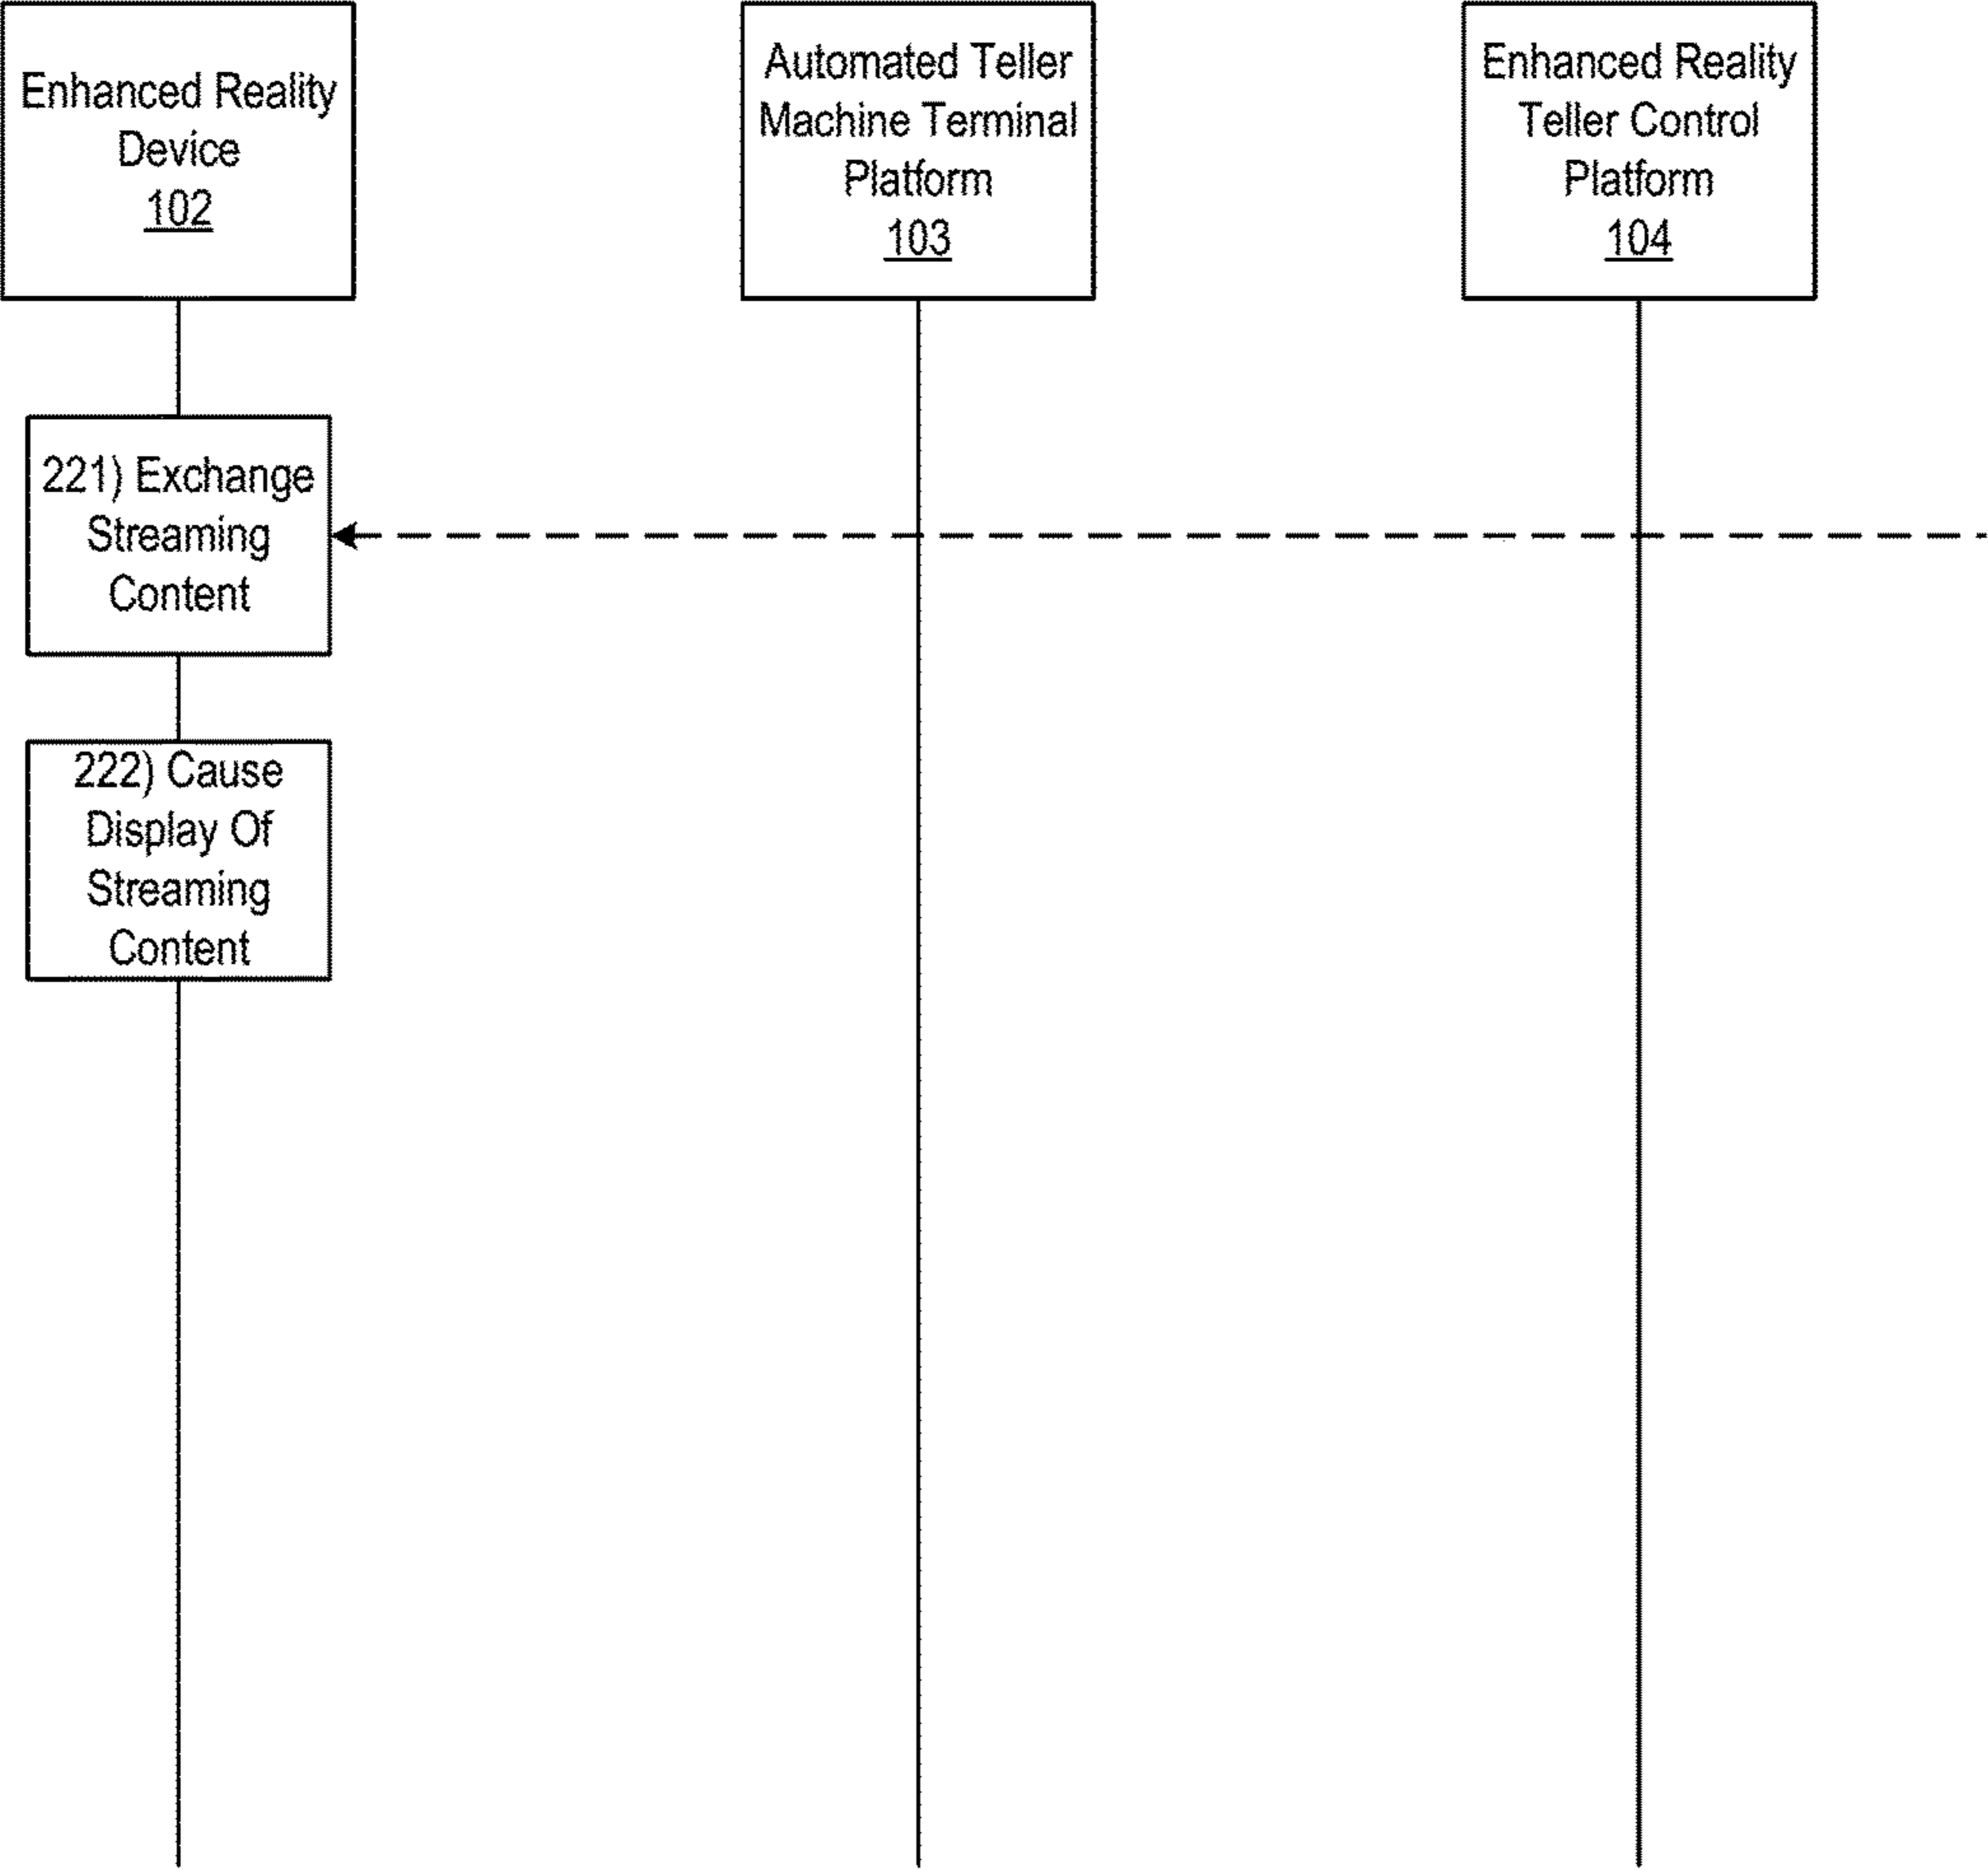 Enhanced Reality
Device
102
Automated Teller
Machine Terminal
Platform
103
Enhanced Reality
Teller Control
Platform
104
221) Exchange
Streaming
Content
222) Cause
Display Of
Streaming
Content